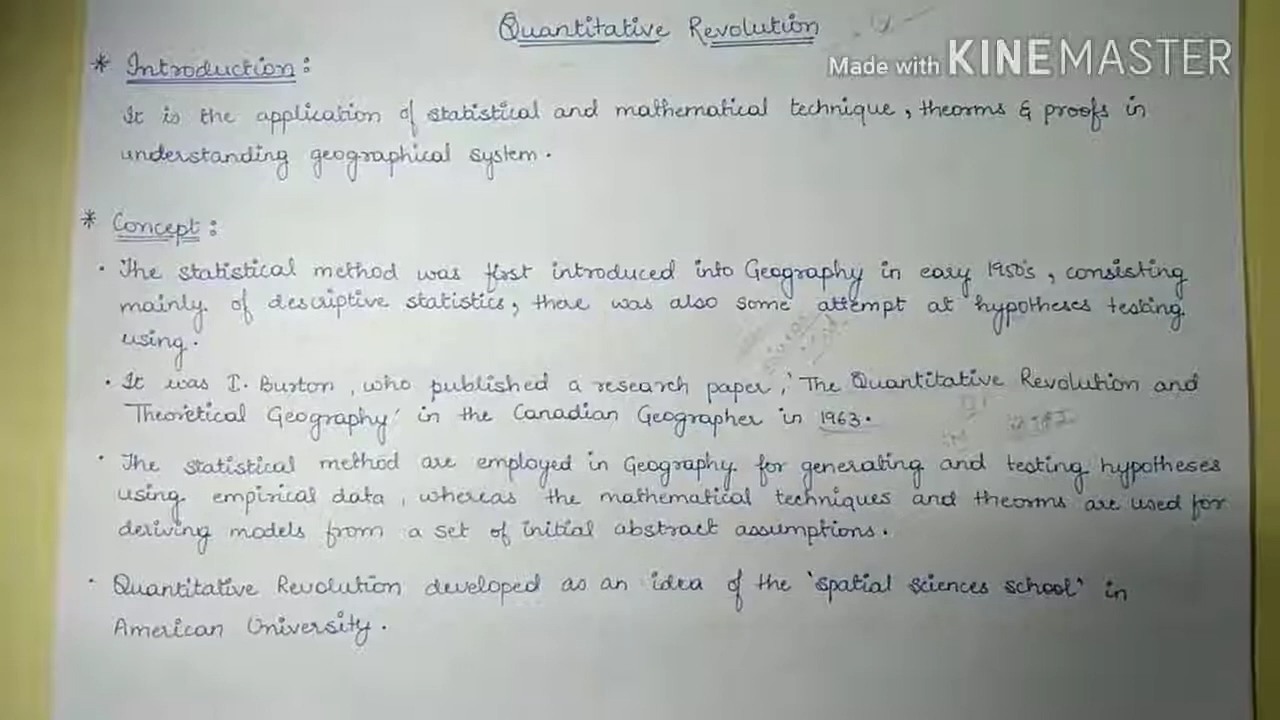 Quantitative Revolution
Made with KINEMASTER
* Introduction :
It is the application of statistical and mathematical technique, theorms & proofs in
understanding geographical system.
* Concept :
• The statistical method was first introduced into Geography in eary 1950's, consisting
mainly of descriptive statistics, there was also some attempt at hypotheses testing
using.
• It was I. Burton, who published a research paper, 'The Quantitative Revolution and
Theoretical Geography' in the Canadian Geographer in 1963.
• The statistical method are employed in Geography for generating and testing hypotheses
using empirical data, whereas the mathematical techniques and theorms are used for
deriving models from a set of initial abstract assumptions.
• Quantitative Revolution developed as an idea of the 'spatial sciences school' in
American University.